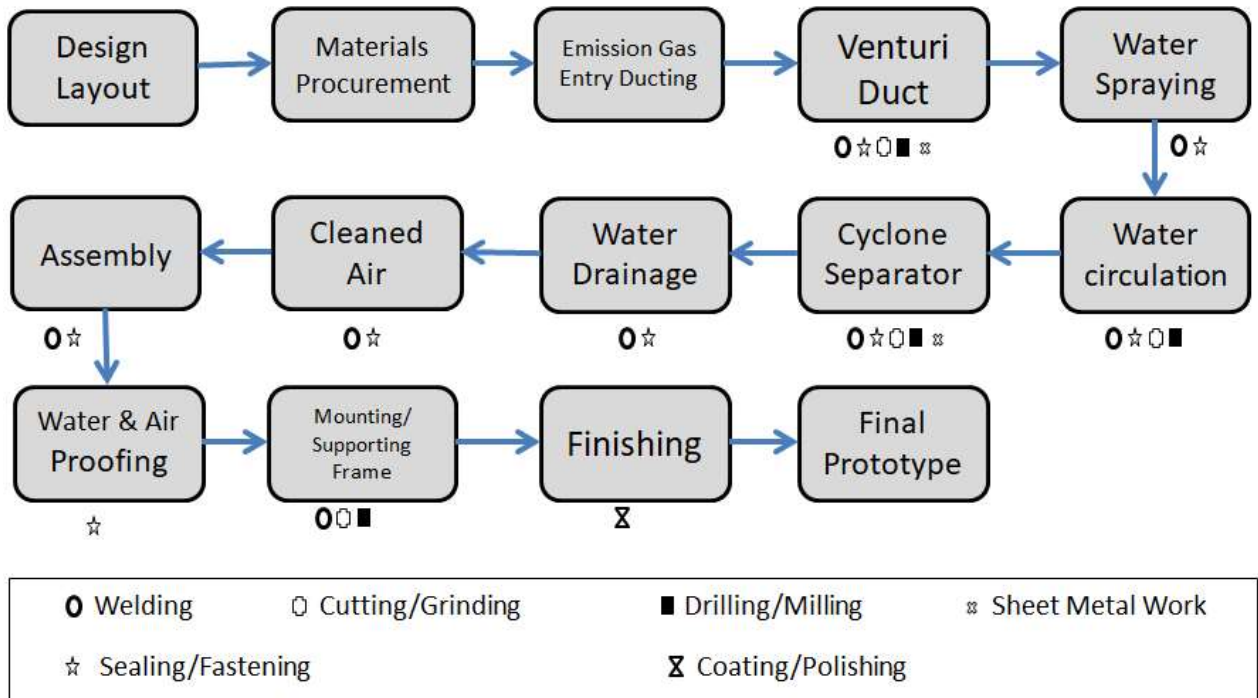 Design
Layout
Materials
Procurement
Emission Gas
Entry Ducting
Venturi
Duct
Water
Spraying
Assembly
Cleaned
Air
Water
Drainage
Cyclone
Separator
Water
circulation
Water & Air
Proofing
Mounting/
Supporting
Frame
Finishing
Final
Prototype
Welding
Cutting/Grinding
Drilling/Milling
Sheet Metal Work
Sealing/Fastening
Coating/Polishing